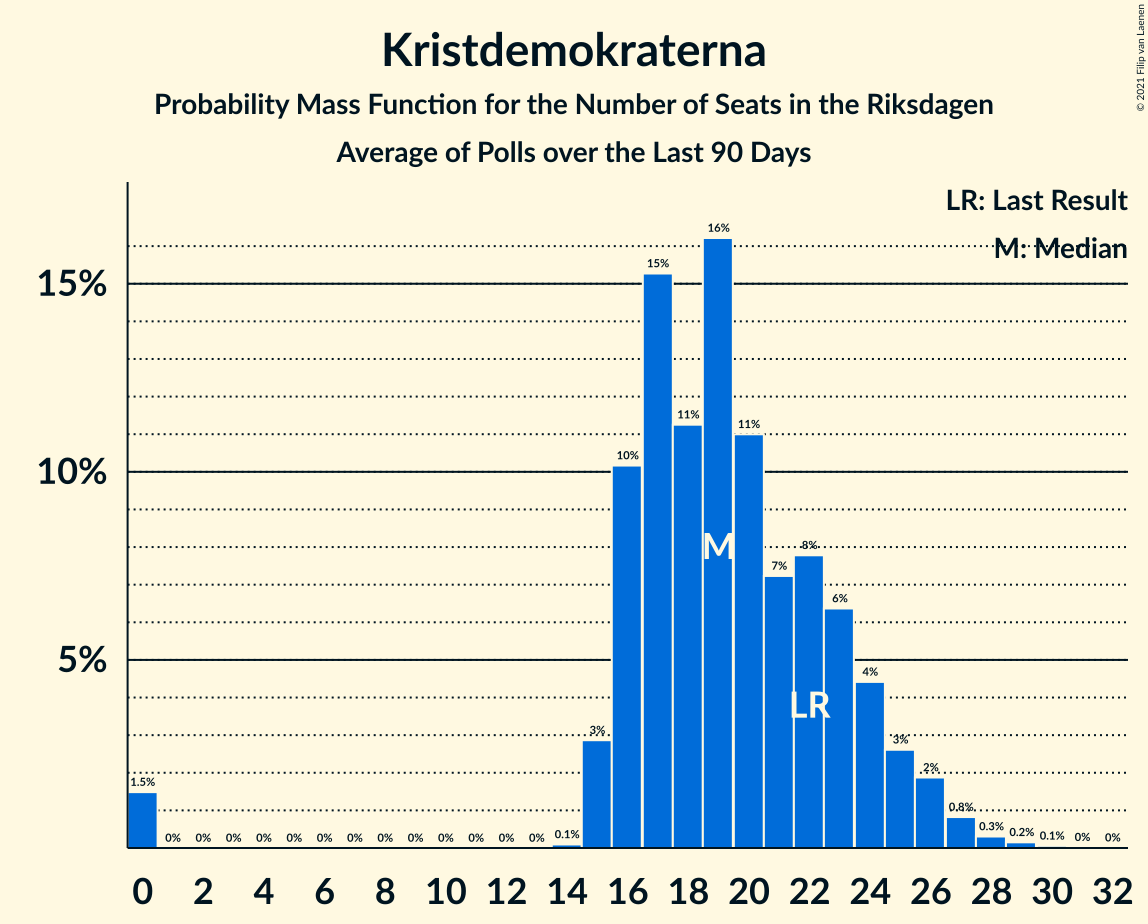 © 2021 Filip van Laenen
Kristdemokraterna
Probability Mass Function for the Number of Seats in the Riksdagen
Average of Polls over the Last 90 Days
LR: Last Result
M: Median
15%
10%
5%
1.5% 0% 0% 0% 0% 0% 0% 0% 0% 0% 0% 0% 0% 0% 0.1% 3% 10% 15% 11% 16% 11% 7% 8% 6% 4% 3% 2% 0.8% 0.3% 0.2% 0.1% 0% 0%
M
LR
0 2 4 6 8 10 12 14 16 18 20 22 24 26 28 30 32